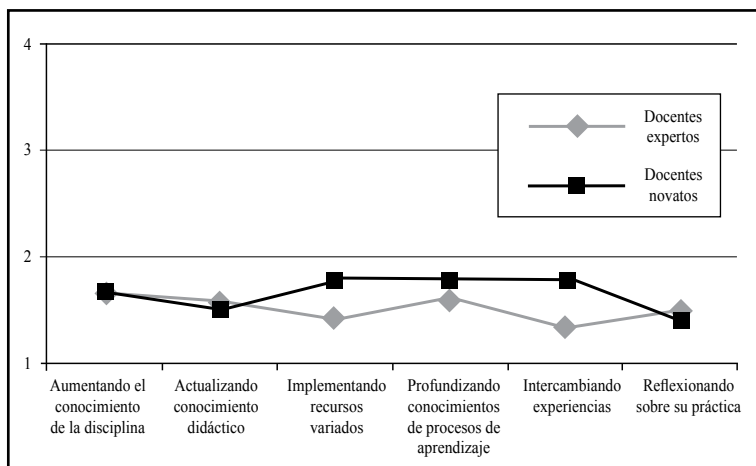 4
3
2
1
Docentes
expertos
Docentes
novatos
Aumentando el
conocimiento
de la disciplina
Actualizando
conocimiento
didáctico
Implementando
recursos
variados
Profundizando
conocimientos
de procesos de
aprendizaje
Intercambiando
experiencias
Reflexionando
sobre su práctica